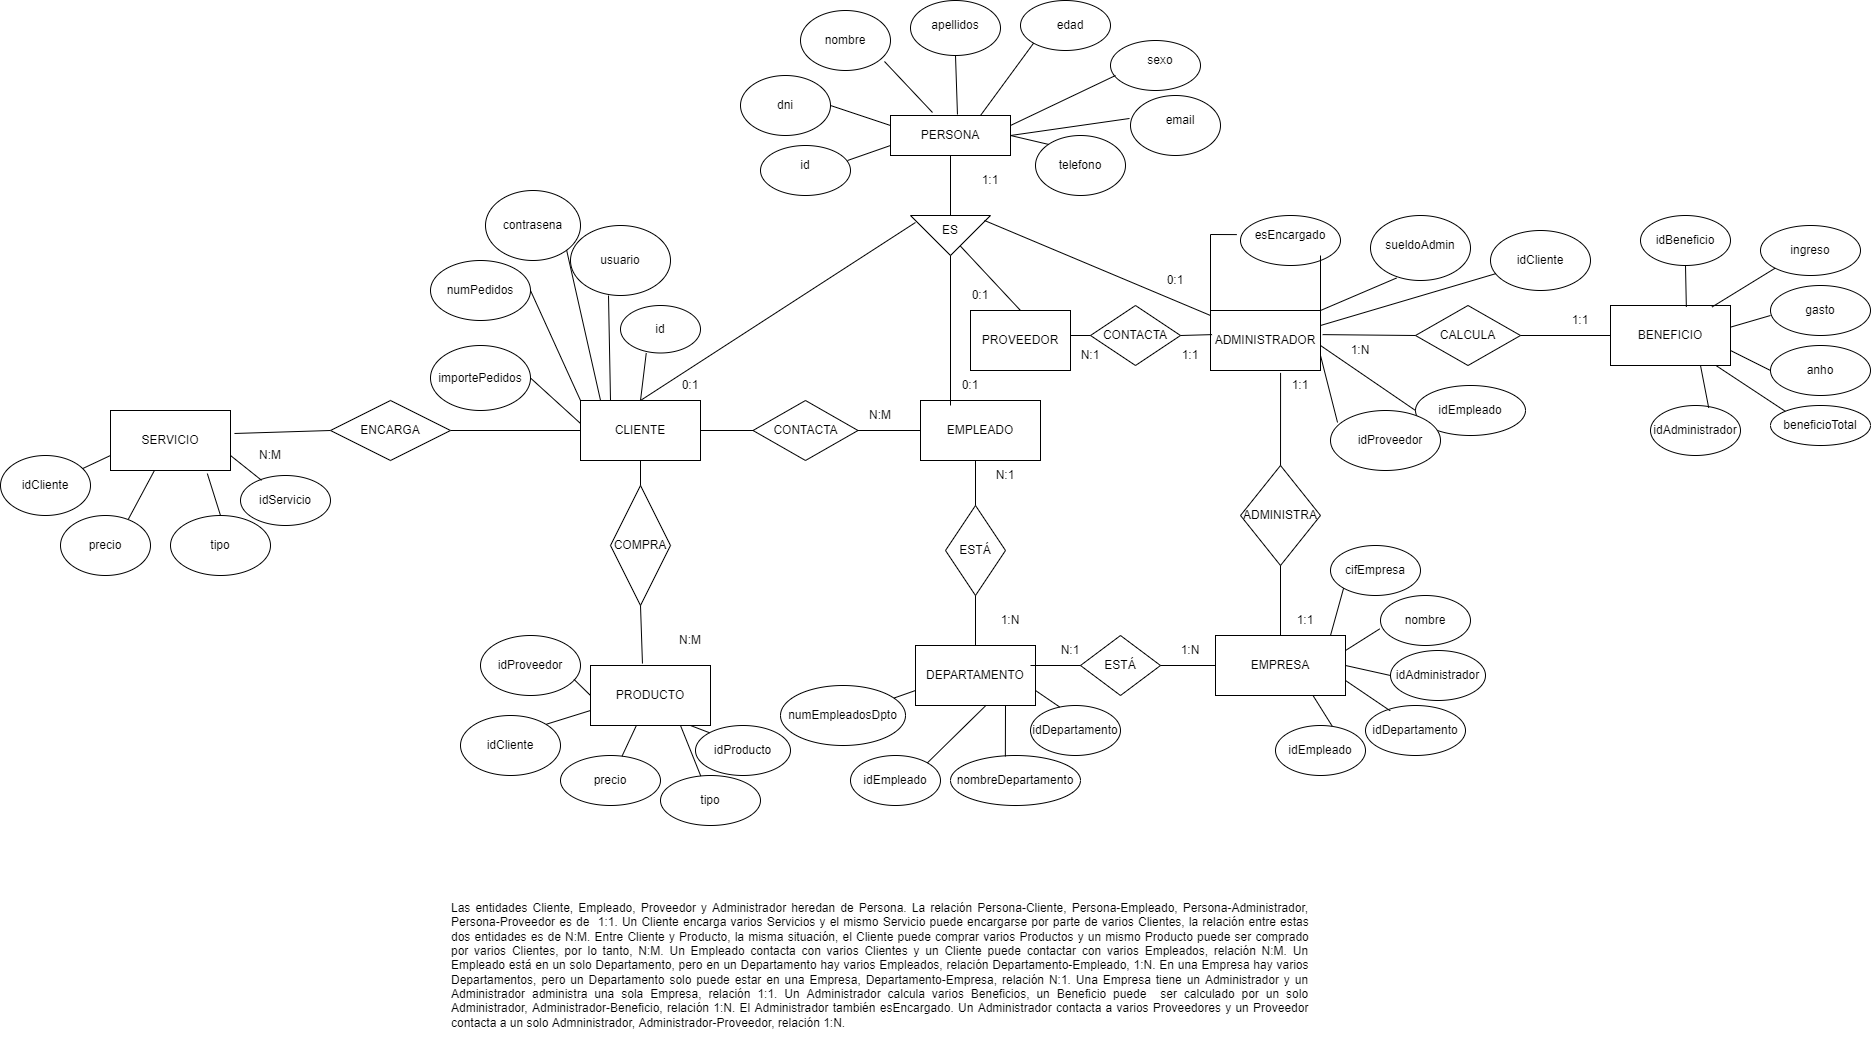 apellidos
edad
nombre
sexo
dni
email
PERSONA
id
telefono
1:1
contrasena
usuario
numPedidos
id
importePedidos
ES
esEncargado
sueldoAdmin
idCliente
idBeneficio
ingreso
gasto
anho
beneficioTotal
idAdministrador
0:1
0:1
0:1
0:1
PROVEEDOR
CONTACTA
N:1
1:1
ADMINISTRADOR
CALCULA
1:N
1:1
BENEFICIO
1:1
idEmpleado
idProveedor
SERVICIO
ENCARGA
N:M
CLIENTE
CONTACTA
N:M
EMPLEADO
idCliente
idServicio
precio
tipo
N:1
COMPRA
ESTÁ
ADMINISTRA
cifEmpresa
nombre
1:N
1:1
N:M
idProveedor
PRODUCTO
DEPARTAMENTO
N:1
ESTÁ
1:N
EMPRESA
idAdministrador
idCliente
idProducto
precio
tipo
numEmpleadosDpto
idDepartamento
idEmpleado
nombreDepartamento
idDepartamento
idEmpleado
Las entidades Cliente, Empleado, Proveedor y Administrador heredan de Persona. La relación Persona-Cliente, Persona-Empleado, Persona-Administrador,
Persona-Proveedor es de 1:1. Un Cliente encarga varios Servicios y el mismo Servicio puede encargarse por parte de varios Clientes, la relación entre estas
dos entidades es de N:M. Entre Cliente y Producto, la misma situación, el Cliente puede comprar varios Productos y un mismo Producto puede ser comprado
por varios Clientes, por lo tanto, N:M. Un Empleado contacta con varios Clientes y un Cliente puede contactar con varios Empleados, relación N:M. Un
Empleado está en un solo Departamento, pero en un Departamento hay varios Empleados, relación Departamento-Empleado, 1:N. En una Empresa hay varios
Departamentos, pero un Departamento solo puede estar en una Empresa, Departamento-Empresa, relación N:1. Una Empresa tiene un Administrador y un
Administrador administra una sola Empresa, relación 1:1. Un Administrador calcula varios Beneficios, un Beneficio puede ser calculado por un solo
Administrador, Administrador-Beneficio, relación 1:N. El Administrador también esEncargado. Un Administrador contacta a varios Proveedores y un Proveedor
contacta a un solo Admninistrador, Administrador-Proveedor, relación 1:N.